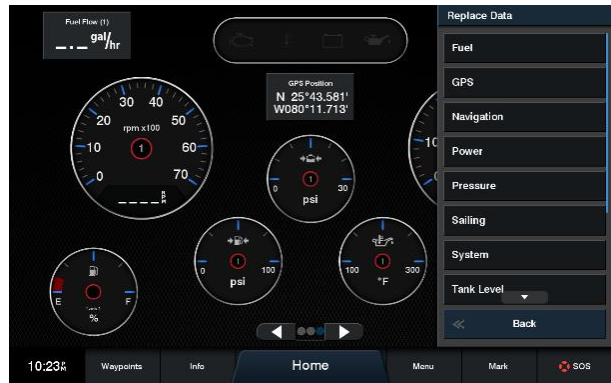 Fuel Flow (1)
_._ gal/hr
GPS Position
N 25°43.581'
W080°11.713'
0
10
20
30
40
50
60
70
rpm x100
1
0
30
1
psi
10
0
E
F
%
0
100
1
psi
100
300
1
°F
Replace Data
Fuel
GPS
Navigation
Power
Pressure
Sailing
System
Tank Level
Back
10:23
Waypoints
Info
Home
Menu
Mark
SOS